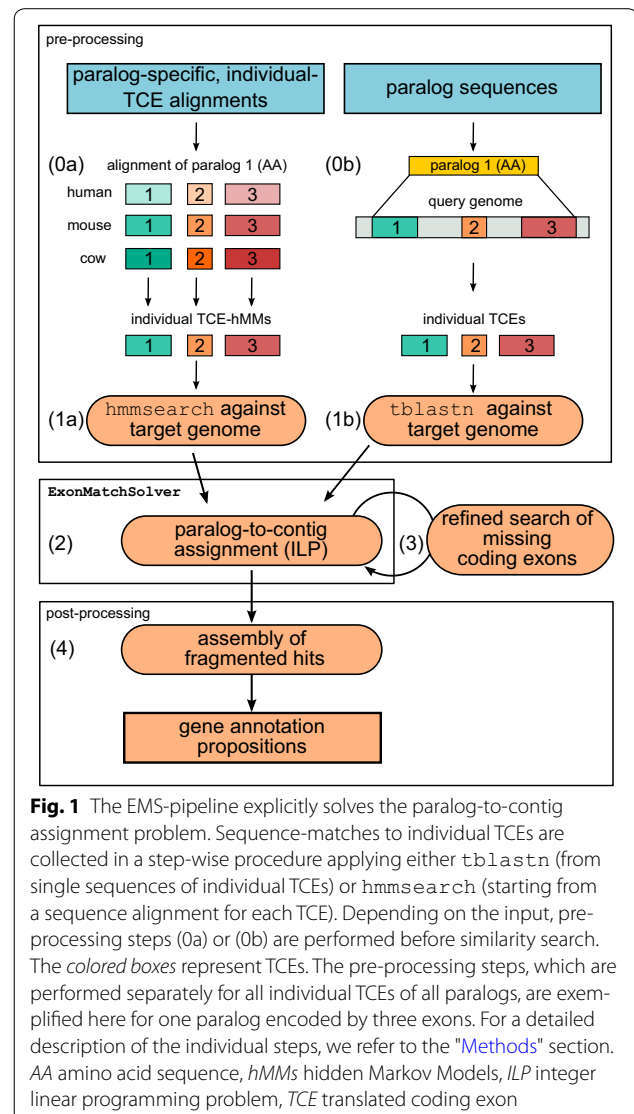 pre-processing
paralog-specific, individual-
TCE alignments
paralog sequences
(0a)
alignment of paralog 1 (AA)
human
1 2 3
mouse
1 2 3
cow
1 2 3
individual TCE-hMMs
1 2 3
(1a)
hmmsearch against
target genome
(0b)
paralog 1 (AA)
query genome
1 2 3
individual TCEs
1 2 3
(1b)
tblastn against
target genome
ExonMatchSolver
(2)
paralog-to-contig
assignment (ILP)
(3)
refined search of
missing
coding exons
post-processing
(4)
assembly of
fragmented hits
gene annotation
propositions
Fig. 1 The EMS-pipeline explicitly solves the paralog-to-contig
assignment problem. Sequence-matches to individual TCEs are
collected in a step-wise procedure applying either tblastn (from
single sequences of individual TCEs) or hmmsearch (starting from
a sequence alignment for each TCE). Depending on the input, pre-
processing steps (0a) or (0b) are performed before similarity search.
The colored boxes represent TCEs. The pre-processing steps, which are
performed separately for all individual TCEs of all paralogs, are exem-
plified here for one paralog encoded by three exons. For a detailed
description of the individual steps, we refer to the "Methods" section.
AA amino acid sequence, hMMs hidden Markov Models, ILP integer
linear programming problem, TCE translated coding exon